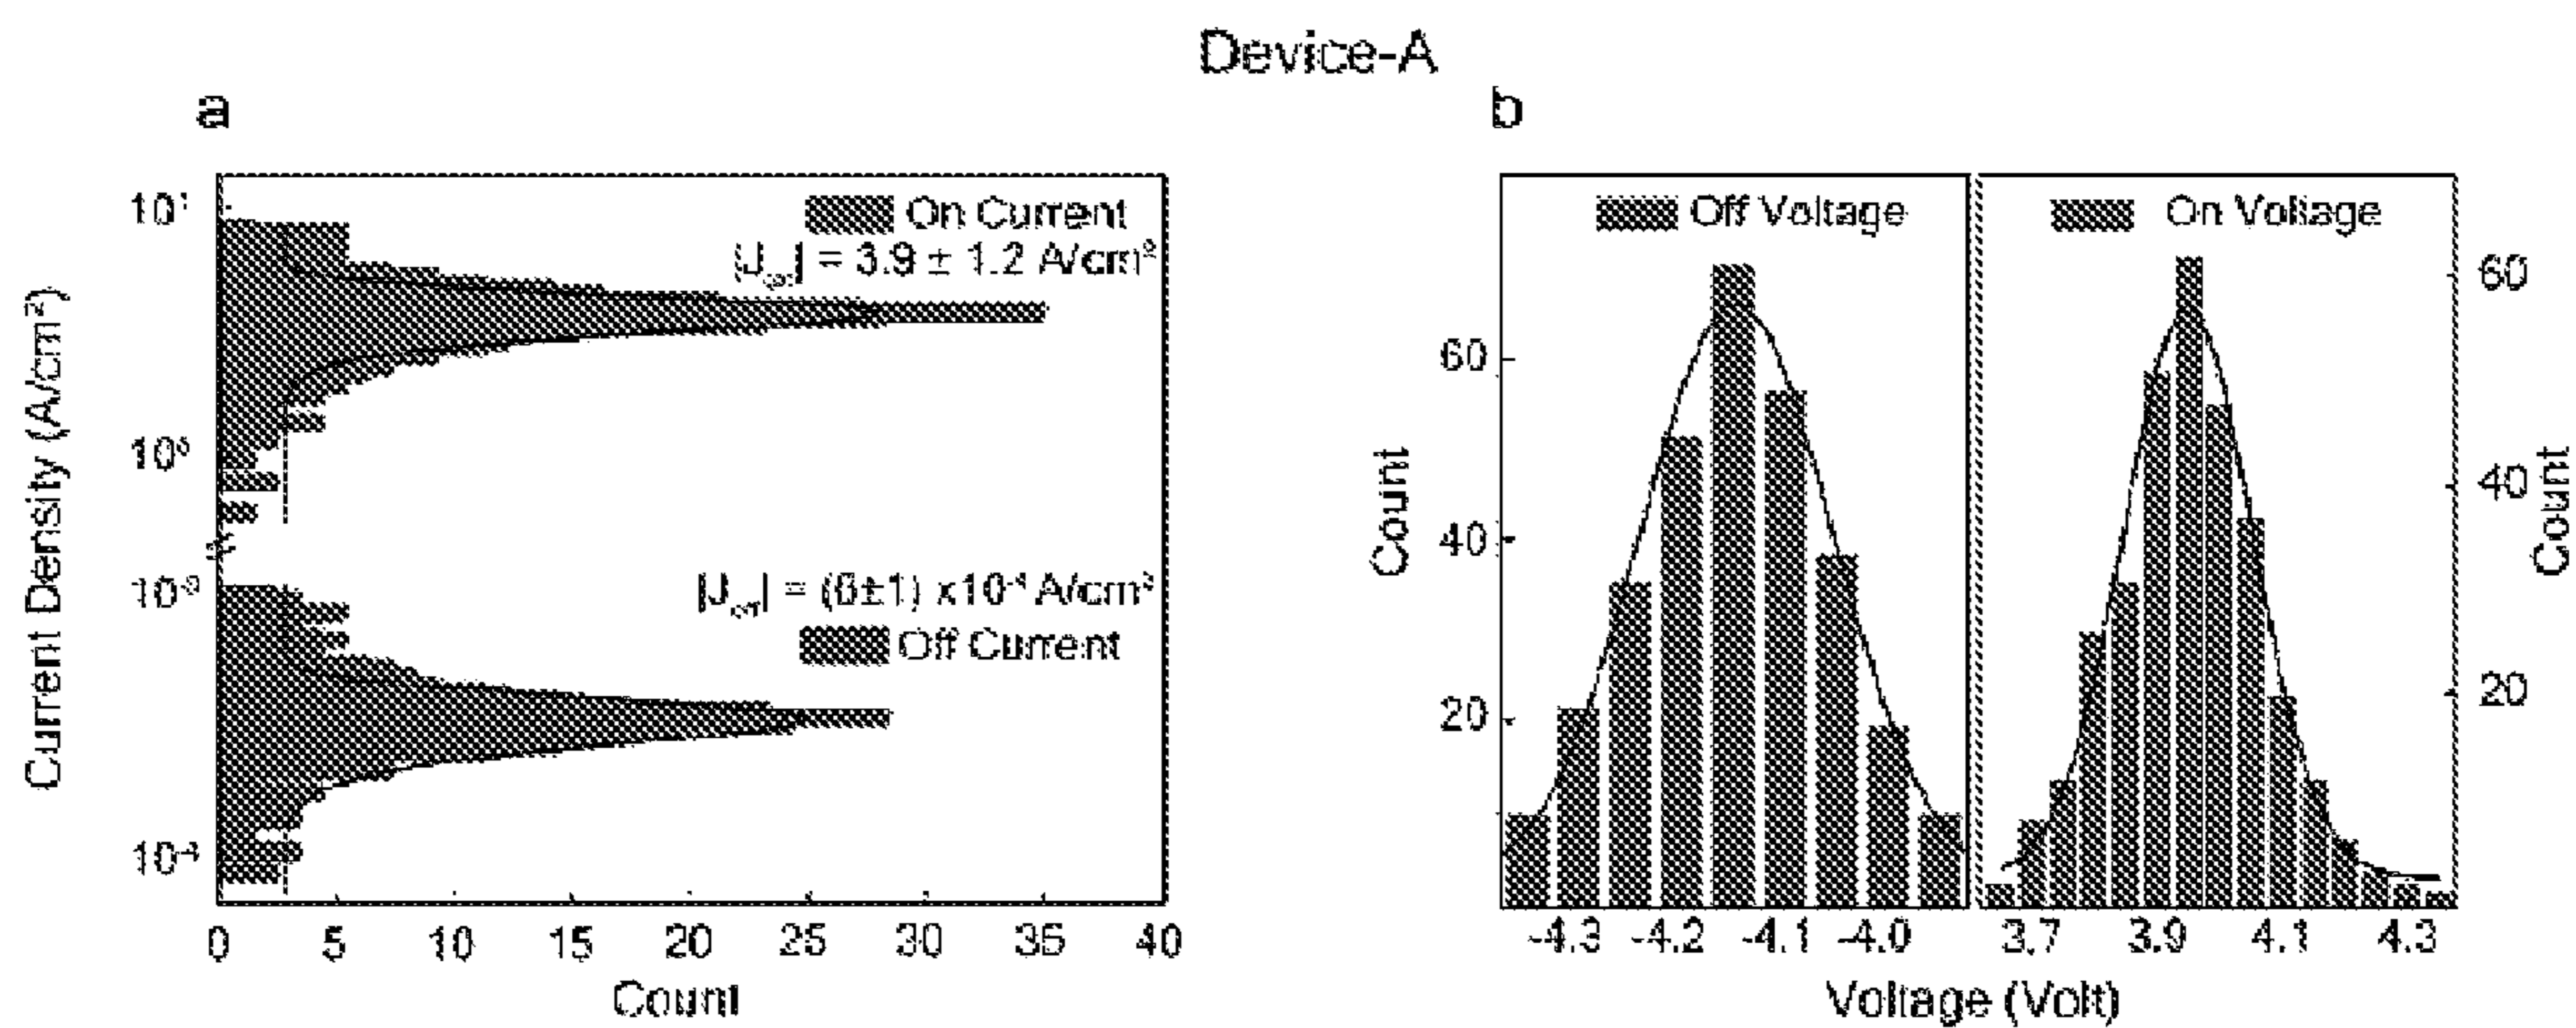 Device-A
a
b
10¹
On Current
|J_on| = 3.9 ± 1.2 A/cm²
Current Density (A/cm²)
10⁰
10⁻³
|J_off| = (6±1) x10⁻⁴ A/cm²
Off Current
10⁻⁴
0 5 10 15 20 25 30 35 40
Count
Off Voltage
On Voltage
60
40
20
Count
60
40
20
Count
-4.3 -4.2 -4.1 -4.0
3.7 3.9 4.1 4.3
Voltage (Volt)